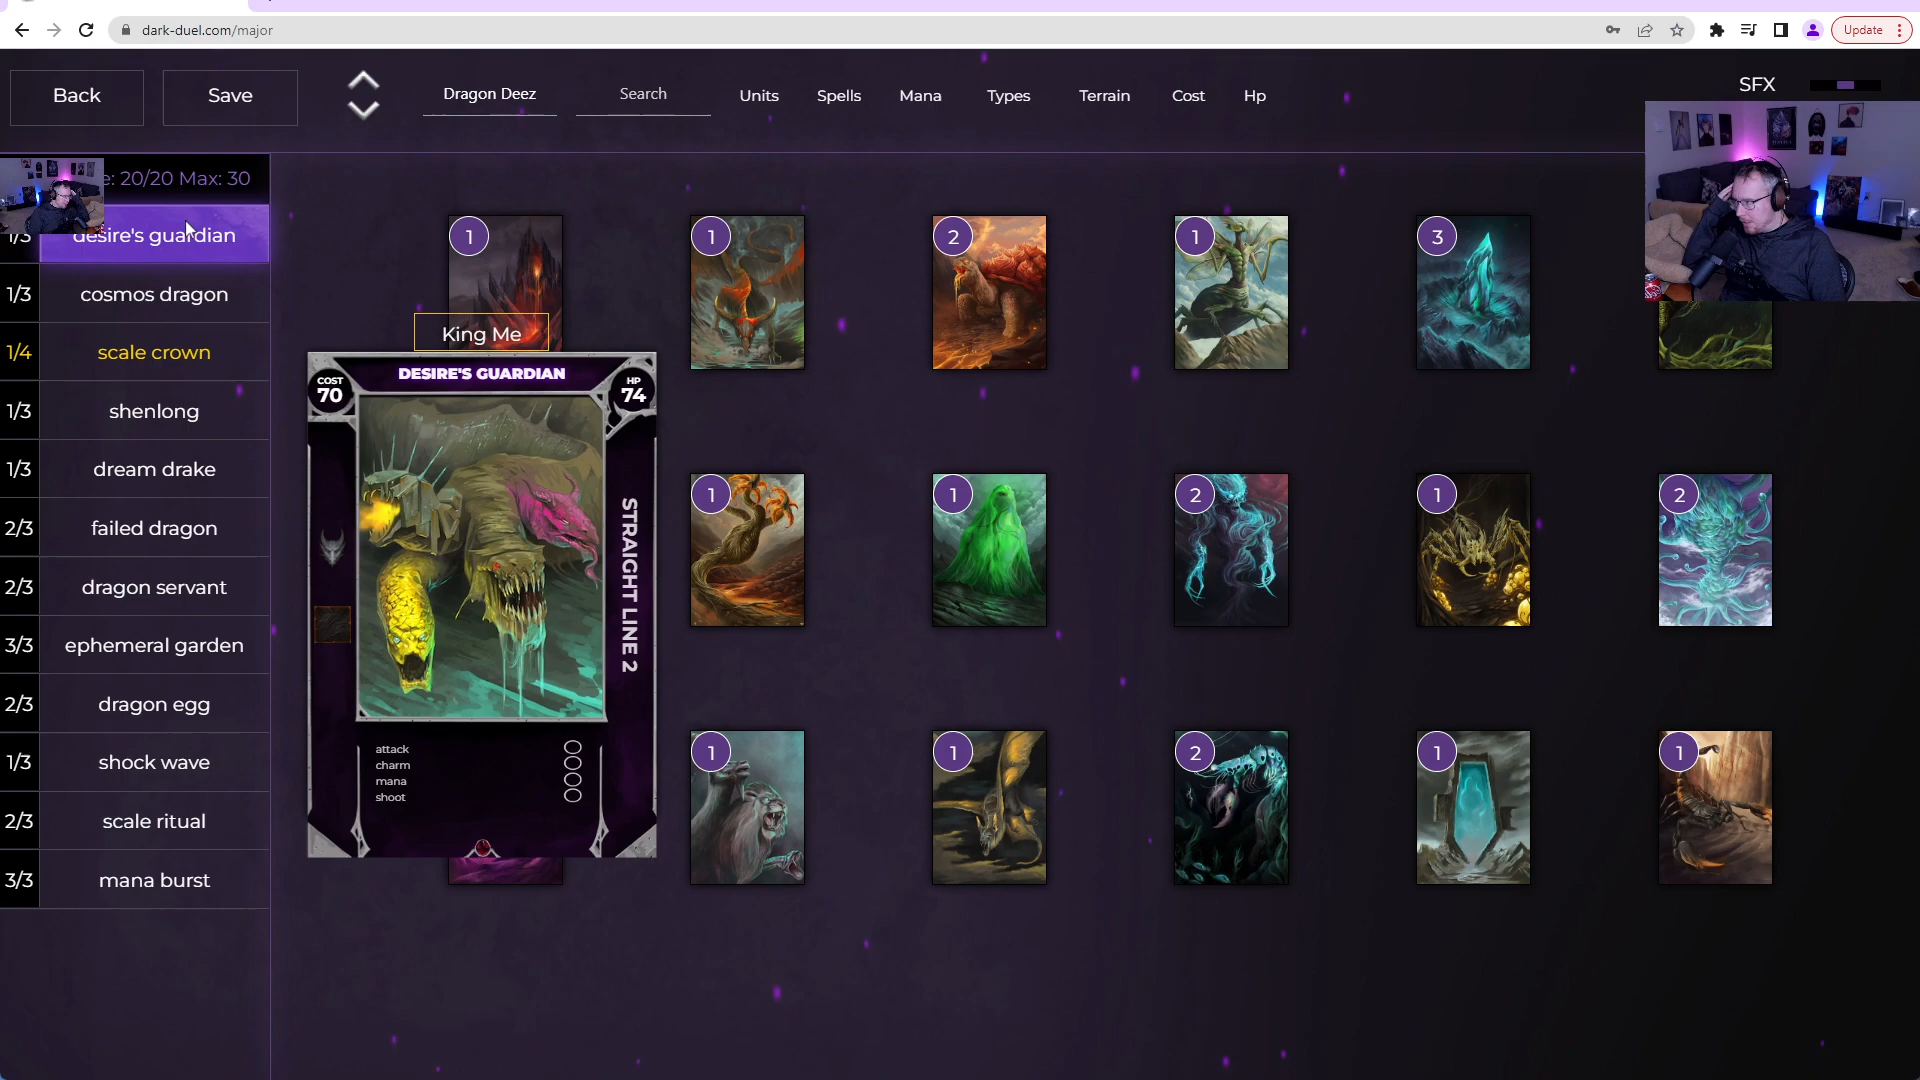 dark-duel.com/major
Update
Back
Save
Dragon Deez
Search
Units
Spells
Mana
Types
Terrain
Cost
Hp
SFX
e: 20/20 Max: 30
1/3 desire's guardian
1/3 cosmos dragon
1/4 scale crown
1/3 shenlong
1/3 dream drake
2/3 failed dragon
2/3 dragon servant
3/3 ephemeral garden
2/3 dragon egg
1/3 shock wave
2/3 scale ritual
3/3 mana burst
King Me
COST
70
DESIRE'S GUARDIAN
HP
74
STRAIGHT LINE 2
attack
charm
mana
shoot
1
1
2
1
3
1
1
2
1
2
1
1
2
1
1